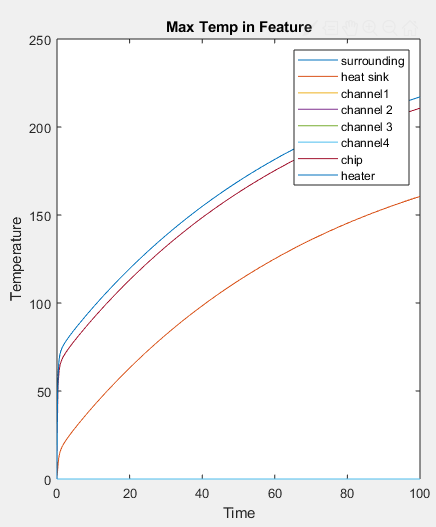 Max Temp in Feature
250
200
150
100
50
0
Temperature
surrounding
heat sink
channel1
channel 2
channel 3
channel4
chip
heater
0 20 40 60 80 100
Time